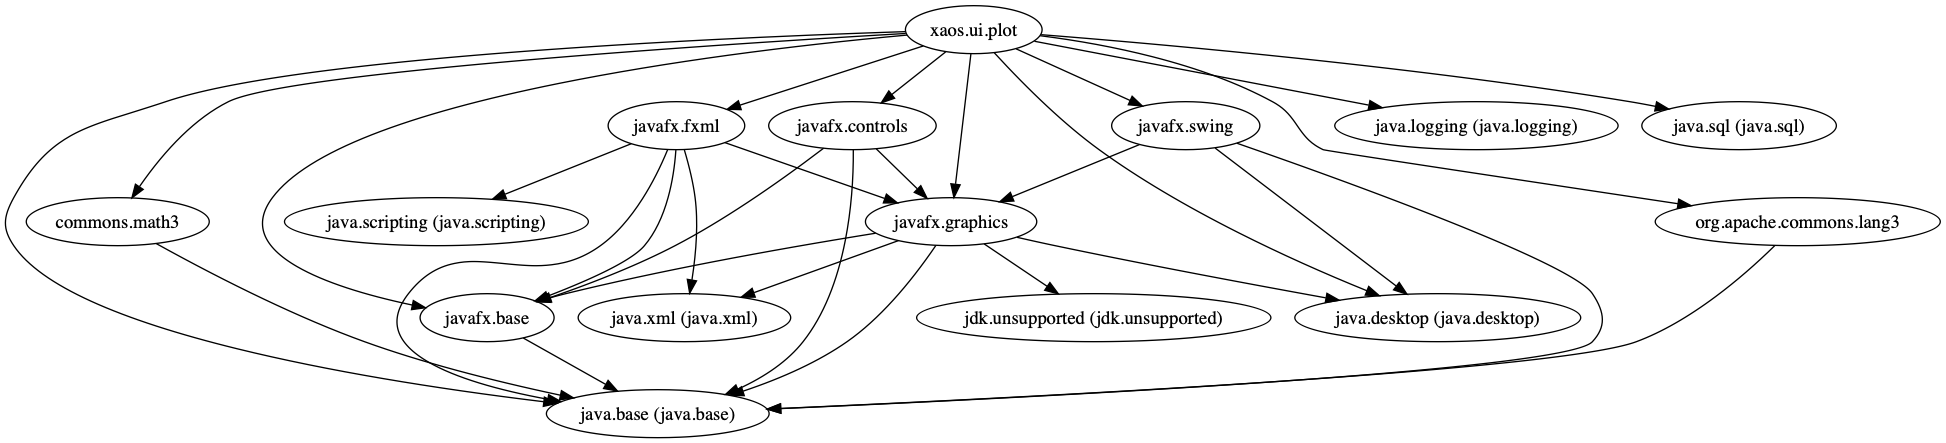 xaos.ui.plot
javafx.fxml
javafx.controls
javafx.swing
java.logging (java.logging)
java.sql (java.sql)
commons.math3
java.scripting (java.scripting)
javafx.graphics
org.apache.commons.lang3
javafx.base
java.xml (java.xml)
jdk.unsupported (jdk.unsupported)
java.desktop (java.desktop)
java.base (java.base)